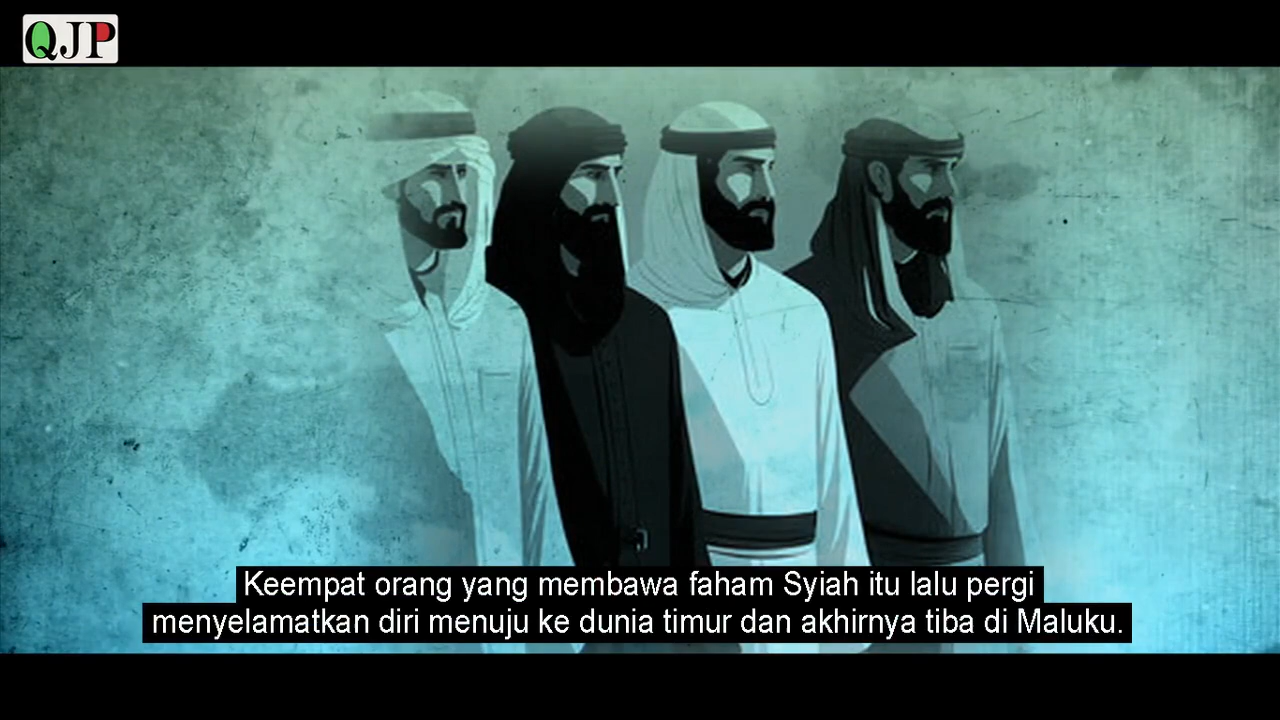 QJP
Keempat orang yang membawa faham Syiah itu lalu pergi
menyelamatkan diri menuju ke dunia timur dan akhirnya tiba di Maluku.